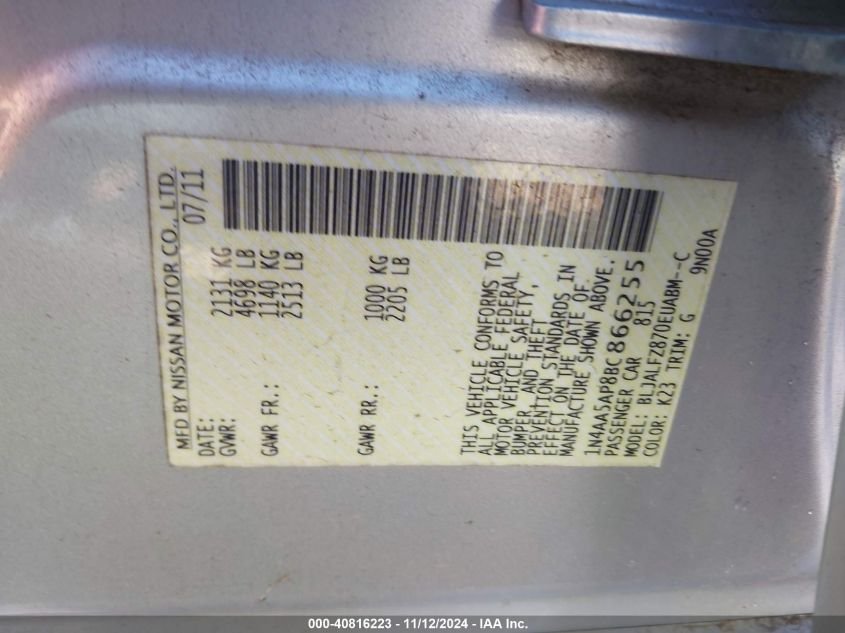 MFD BY NISSAN MOTOR CO., LTD.
DATE: 07/11
GVWR: 2131 KG
4698 LB
GAWR FR.: 1140 KG
2513 LB
GAWR RR.: 1000 KG
2205 LB
THIS VEHICLE CONFORMS TO
ALL APPLICABLE FEDERAL
MOTOR VEHICLE SAFETY,
BUMPER, AND THEFT
PREVENTION STANDARDS IN
EFFECT ON THE DATE OF
MANUFACTURE SHOWN ABOVE.
1N4AA5AP8BC866255
PASSENGER CAR 815
MODEL: BLJALFZ870EUABM--C
COLOR: K23 TRIM: G 9N00A
000-40816223 - 11/12/2024 - IAA Inc.